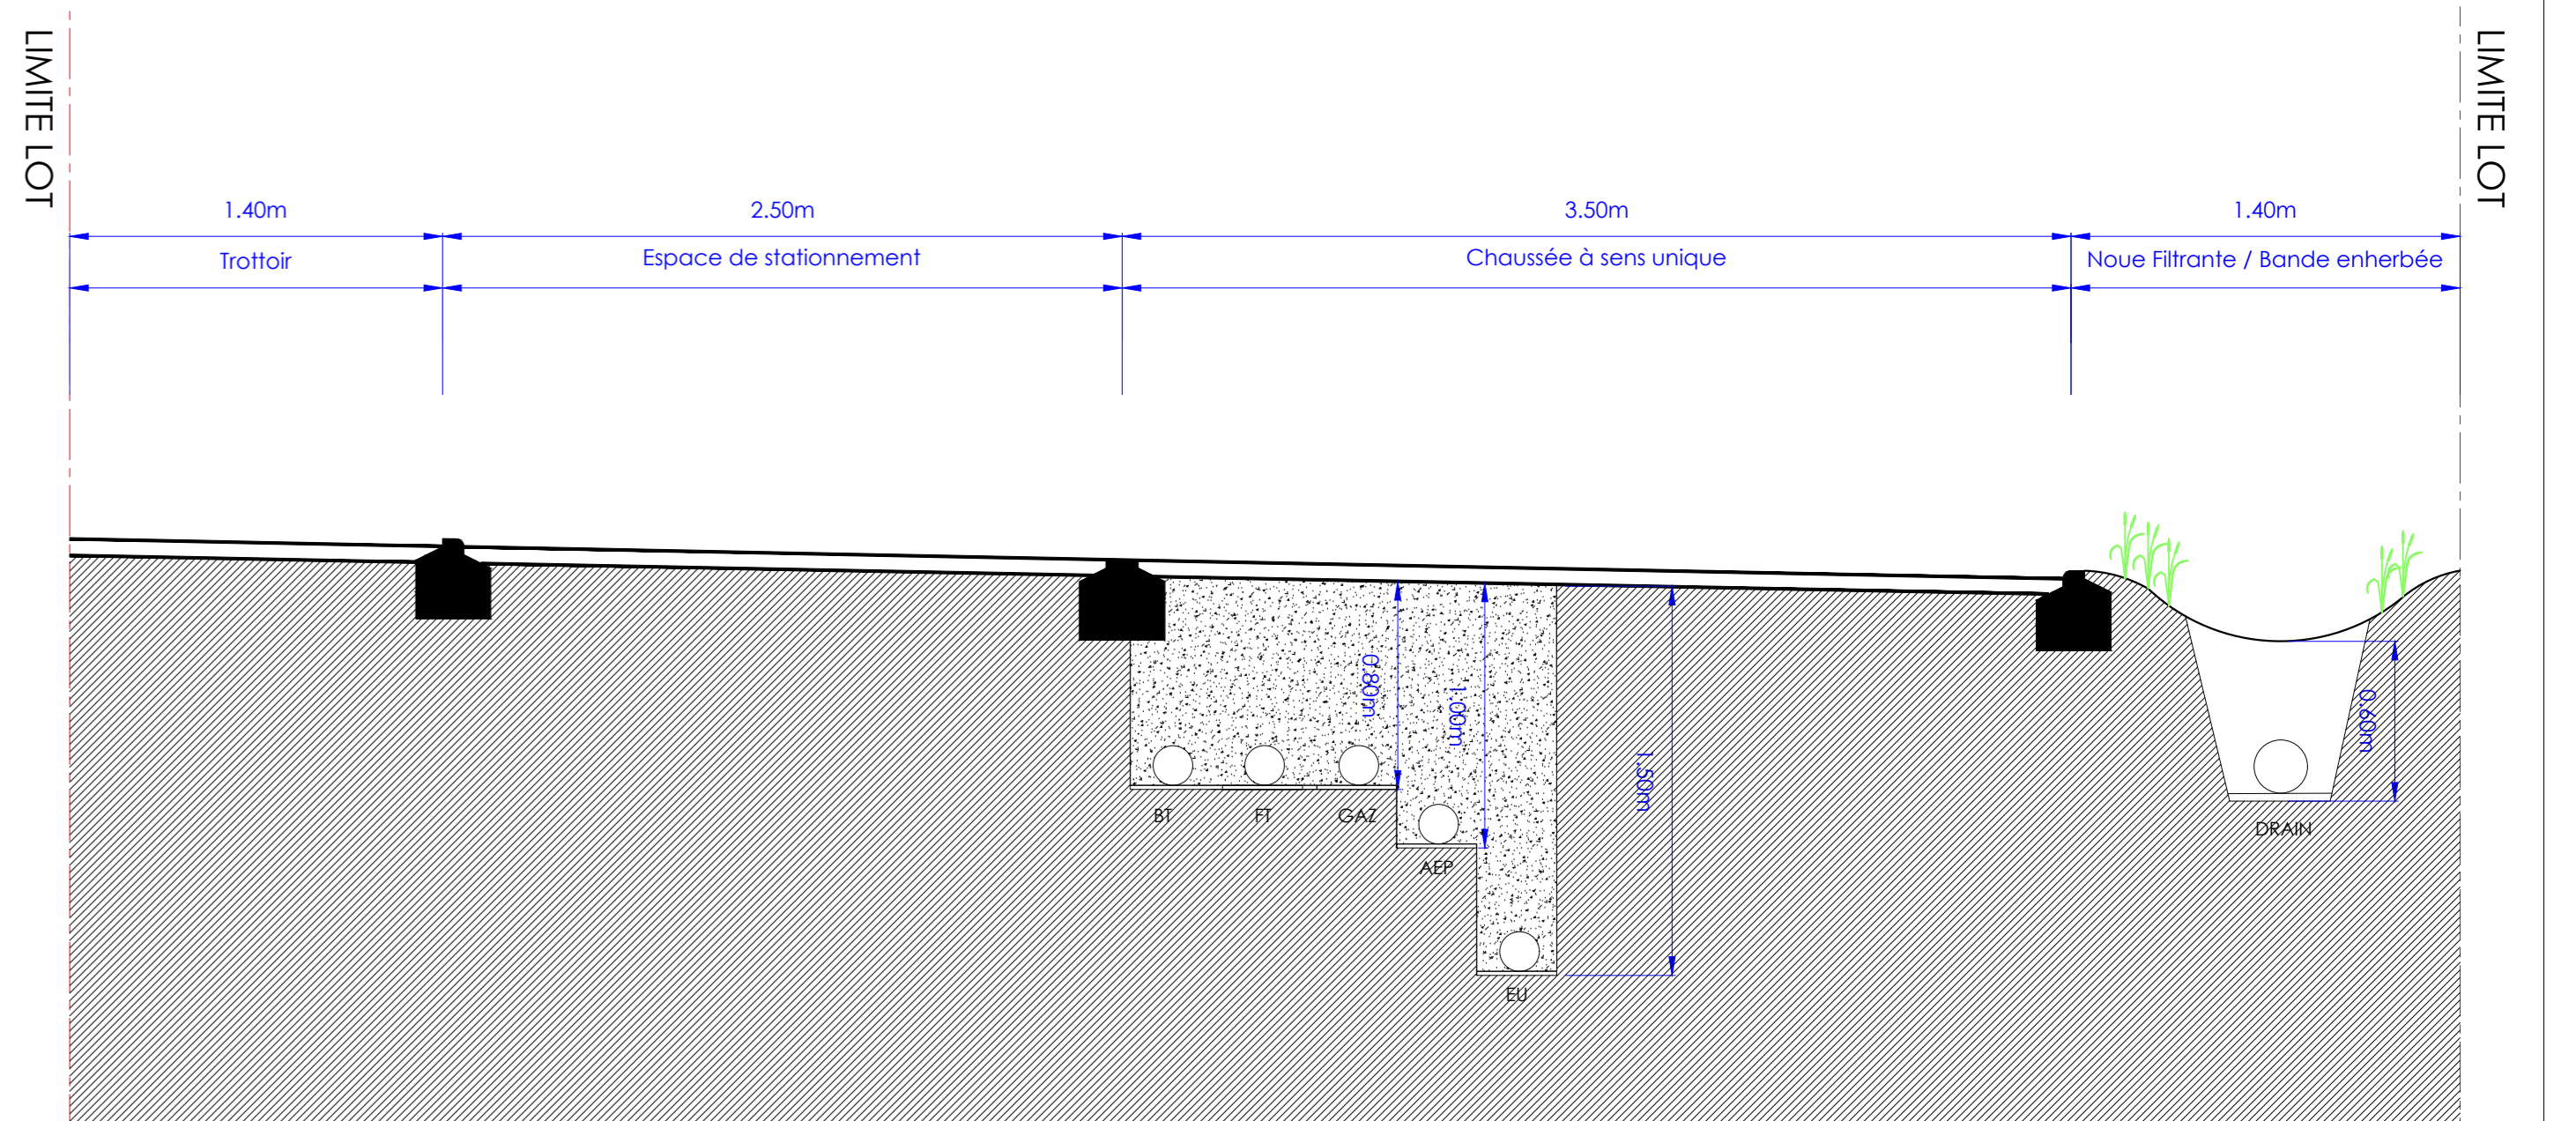 LIMITE LOT
LIMITE LOT
1.40m
2.50m
3.50m
1.40m
Trottoir
Espace de stationnement
Chaussée à sens unique
Noue Filtrante / Bande enherbée
0.80m
1.00m
1.50m
0.60m
BT
FT
GAZ
AEP
EU
DRAIN